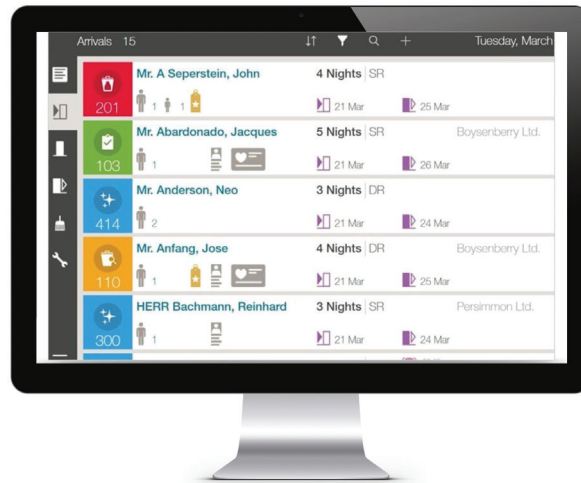 Arrivals 15 Tuesday, March
Mr. A Seperstein, John 4 Nights SR
201 1 1 21 Mar 25 Mar
Mr. Abardonado, Jacques 5 Nights SR Boysenberry Ltd.
103 1 21 Mar 26 Mar
Mr. Anderson, Neo 3 Nights DR
414 2 21 Mar 24 Mar
Mr. Anfang, Jose 4 Nights DR Boysenberry Ltd.
110 1 21 Mar 25 Mar
HERR Bachmann, Reinhard 3 Nights SR Persimmon Ltd.
300 1 21 Mar 24 Mar